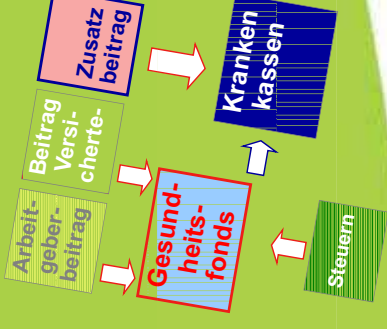 Zusatz
beitrag
Kranken
kassen
Beitrag
Versi-
cherte-
Arbeit-
geber-
beitrag
Gesund-
heits-
fonds
Steuern